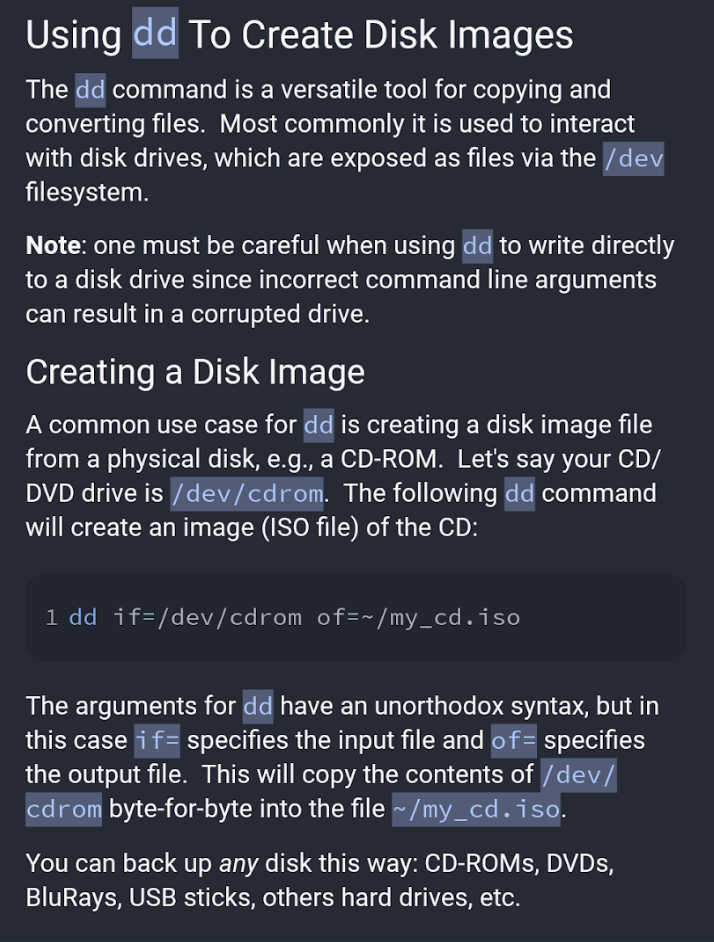 Using dd To Create Disk Images
The dd command is a versatile tool for copying and
converting files.  Most commonly it is used to interact
with disk drives, which are exposed as files via the /dev
filesystem.
Note: one must be careful when using dd to write directly
to a disk drive since incorrect command line arguments
can result in a corrupted drive.
Creating a Disk Image
A common use case for dd is creating a disk image file
from a physical disk, e.g., a CD-ROM.  Let's say your CD/
DVD drive is /dev/cdrom.  The following dd command
will create an image (ISO file) of the CD:
1 dd if=/dev/cdrom of=~/my_cd.iso
The arguments for dd have an unorthodox syntax, but in
this case if= specifies the input file and of= specifies
the output file.  This will copy the contents of /dev/
cdrom byte-for-byte into the file ~/my_cd.iso.
You can back up any disk this way: CD-ROMs, DVDs,
BluRays, USB sticks, others hard drives, etc.